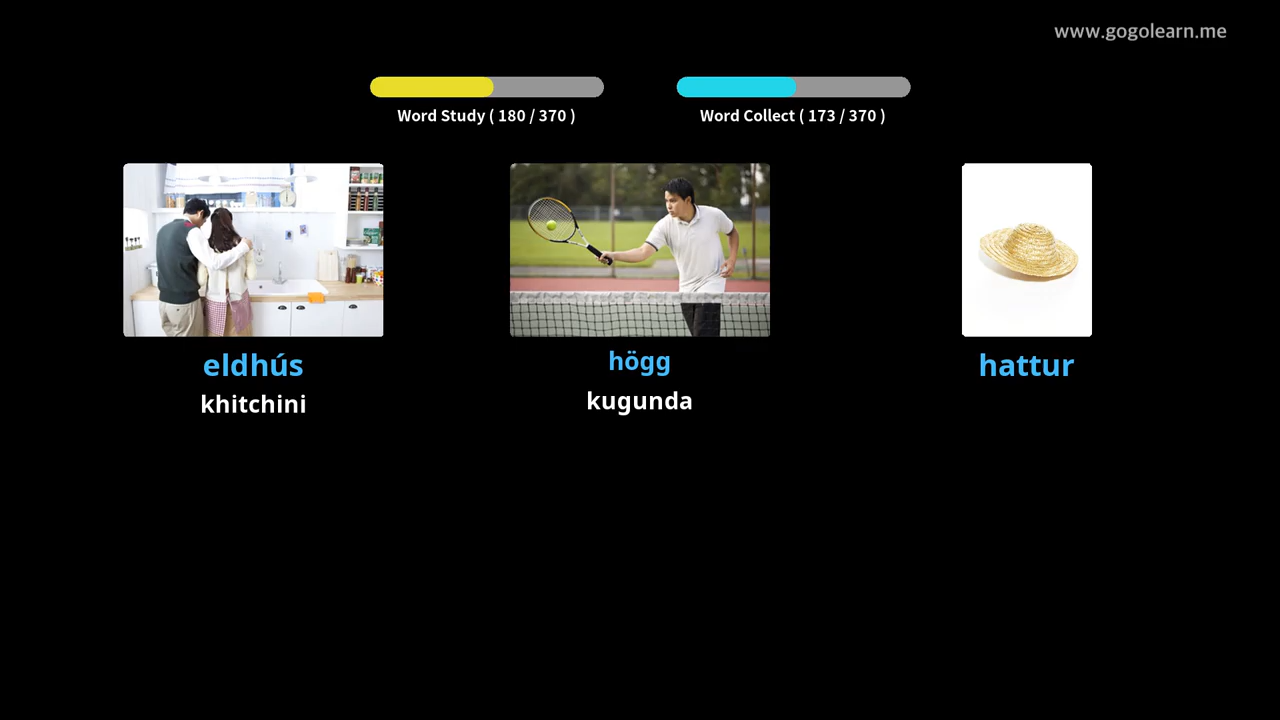 www.gogolearn.me
Word Study ( 180 / 370 )
Word Collect ( 173 / 370 )
eldhús
khitchini
högg
kugunda
hattur